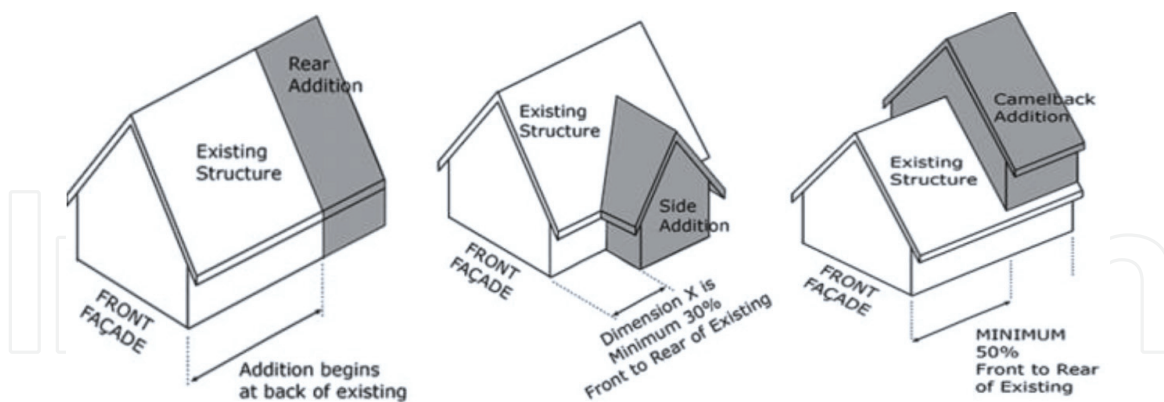 Rear
Addition
Existing
Structure
FRONT
FAÇADE
Addition begins
at back of existing
Existing
Structure
Side
Addition
FRONT
FAÇADE
Dimension X is
Minimum 30%
Front to Rear of Existing
Camelback
Addition
Existing
Structure
FRONT
FAÇADE
MINIMUM
50%
Front to Rear
of Existing